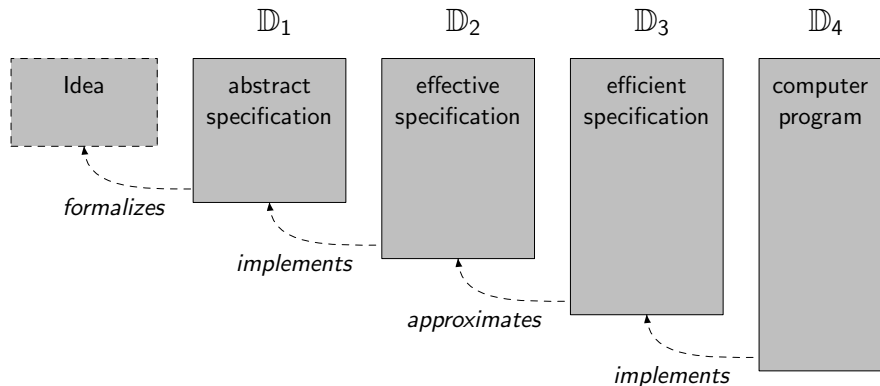 𝔻₁ 𝔻₂ 𝔻₃ 𝔻₄
Idea
abstract
specification
effective
specification
efficient
specification
computer
program
formalizes
implements
approximates
implements